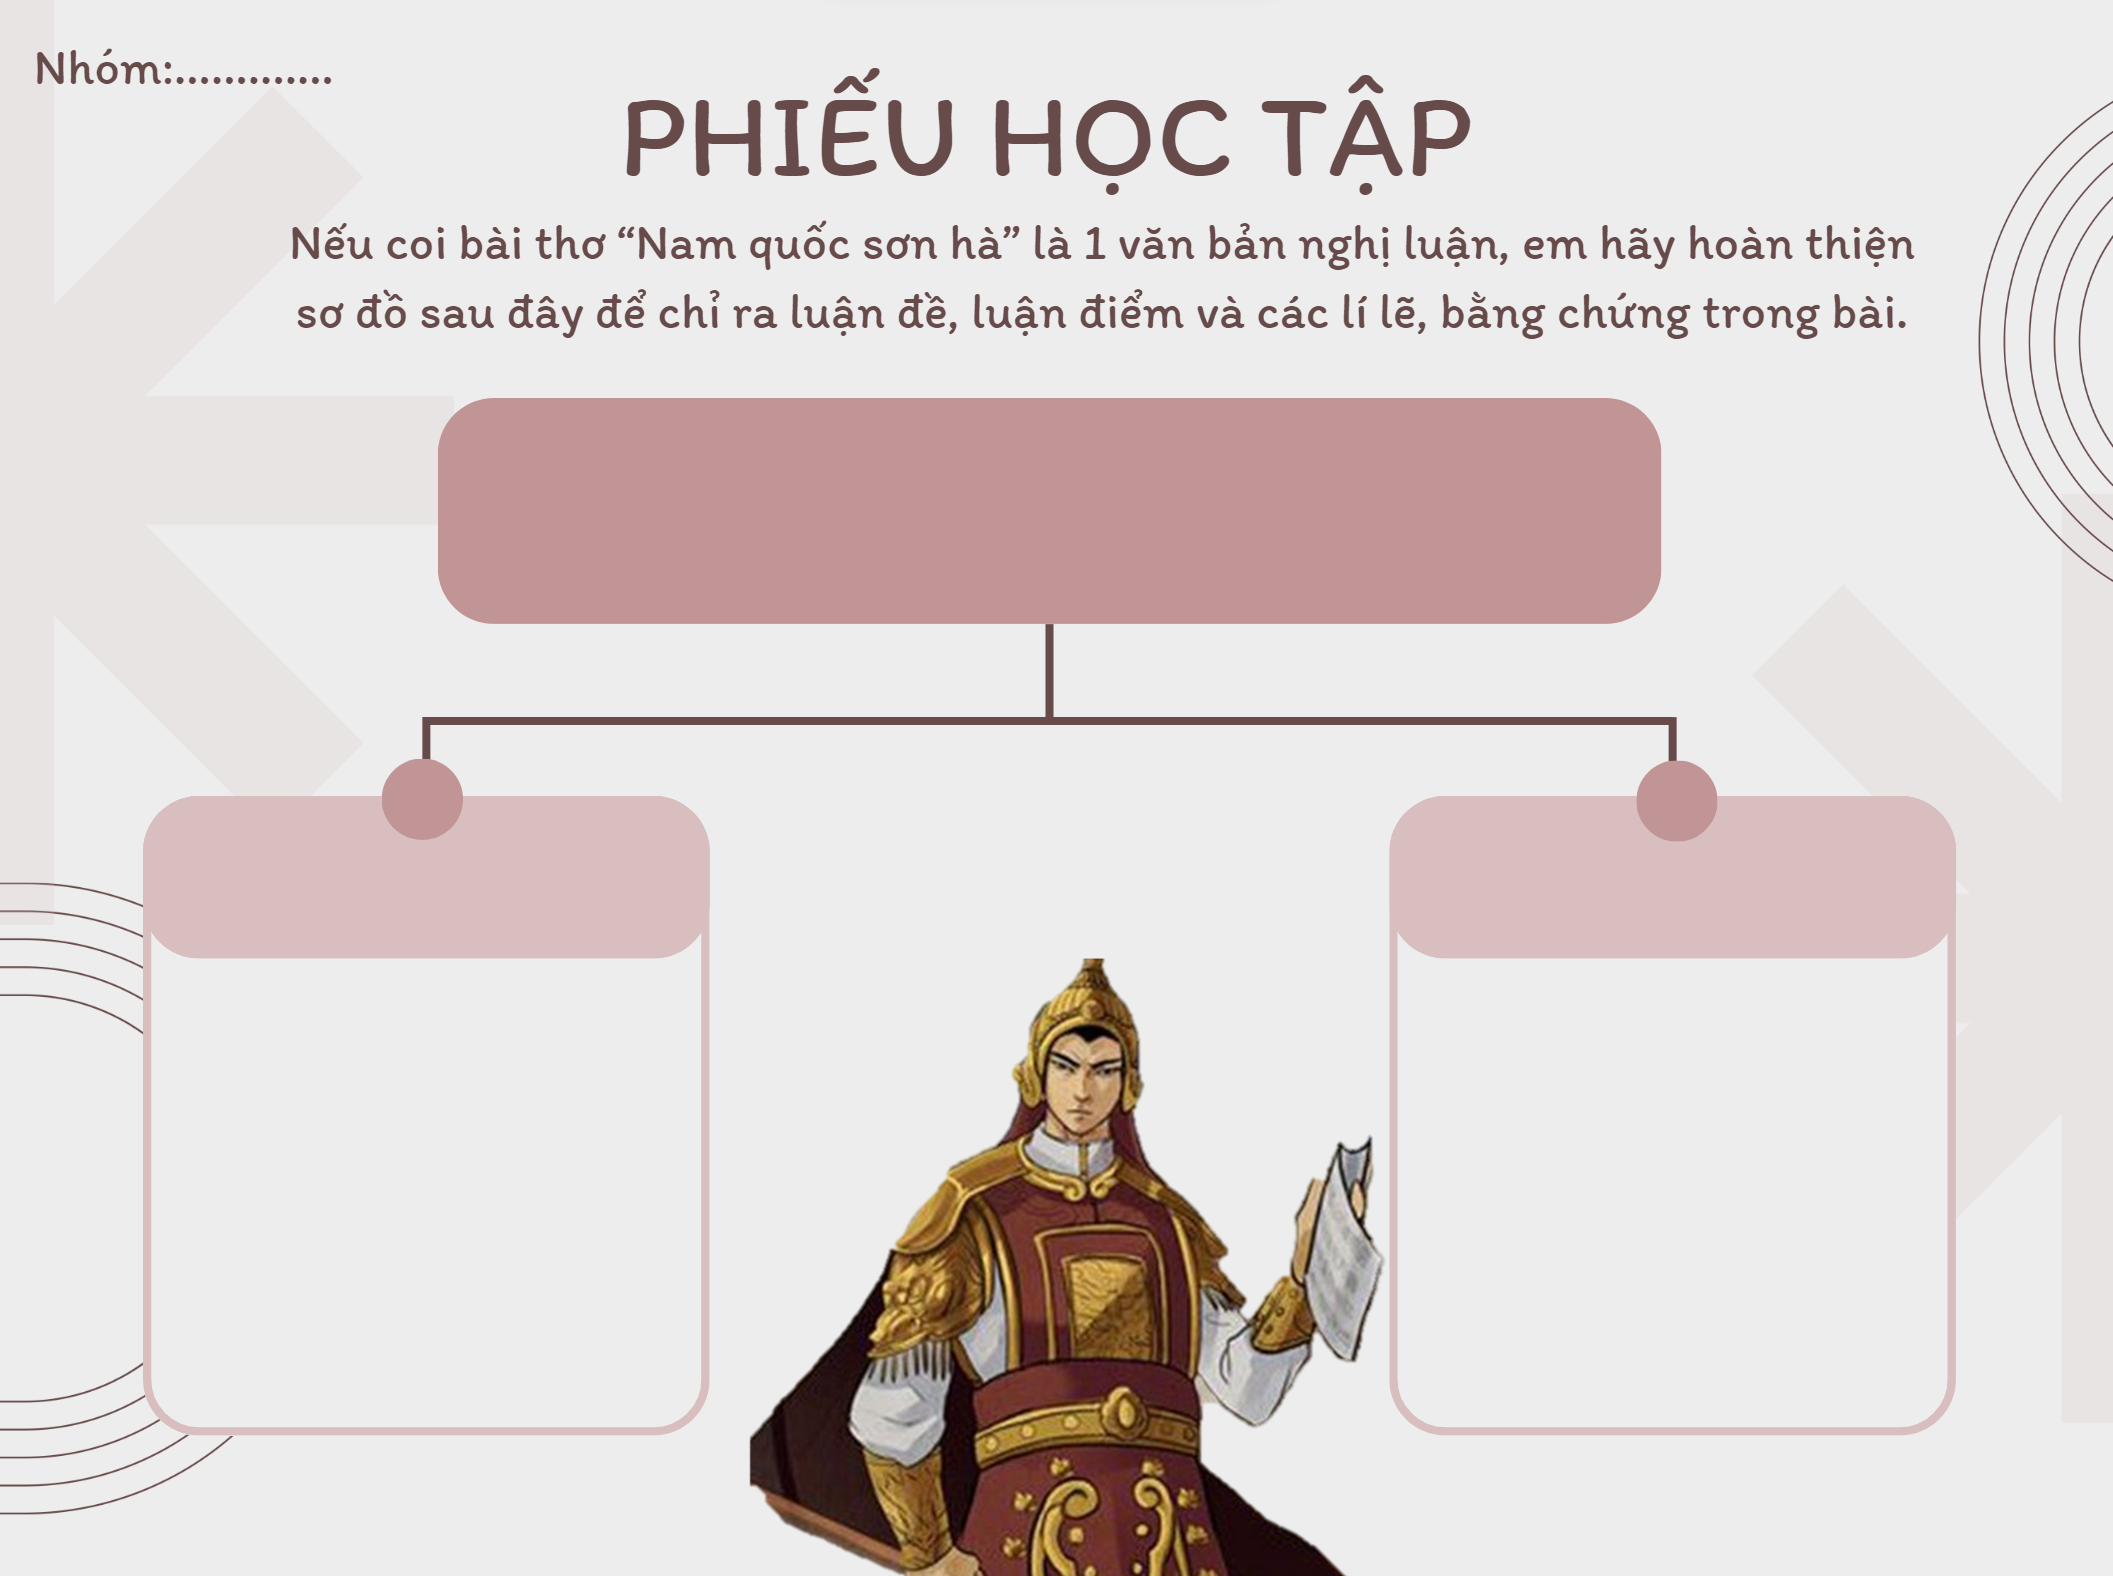 Nhóm:.............
PHIẾU HỌC TẬP
Nếu coi bài thơ “Nam quốc sơn hà” là 1 văn bản nghị luận, em hãy hoàn thiện
sơ đồ sau đây để chỉ ra luận đề, luận điểm và các lí lẽ, bằng chứng trong bài.